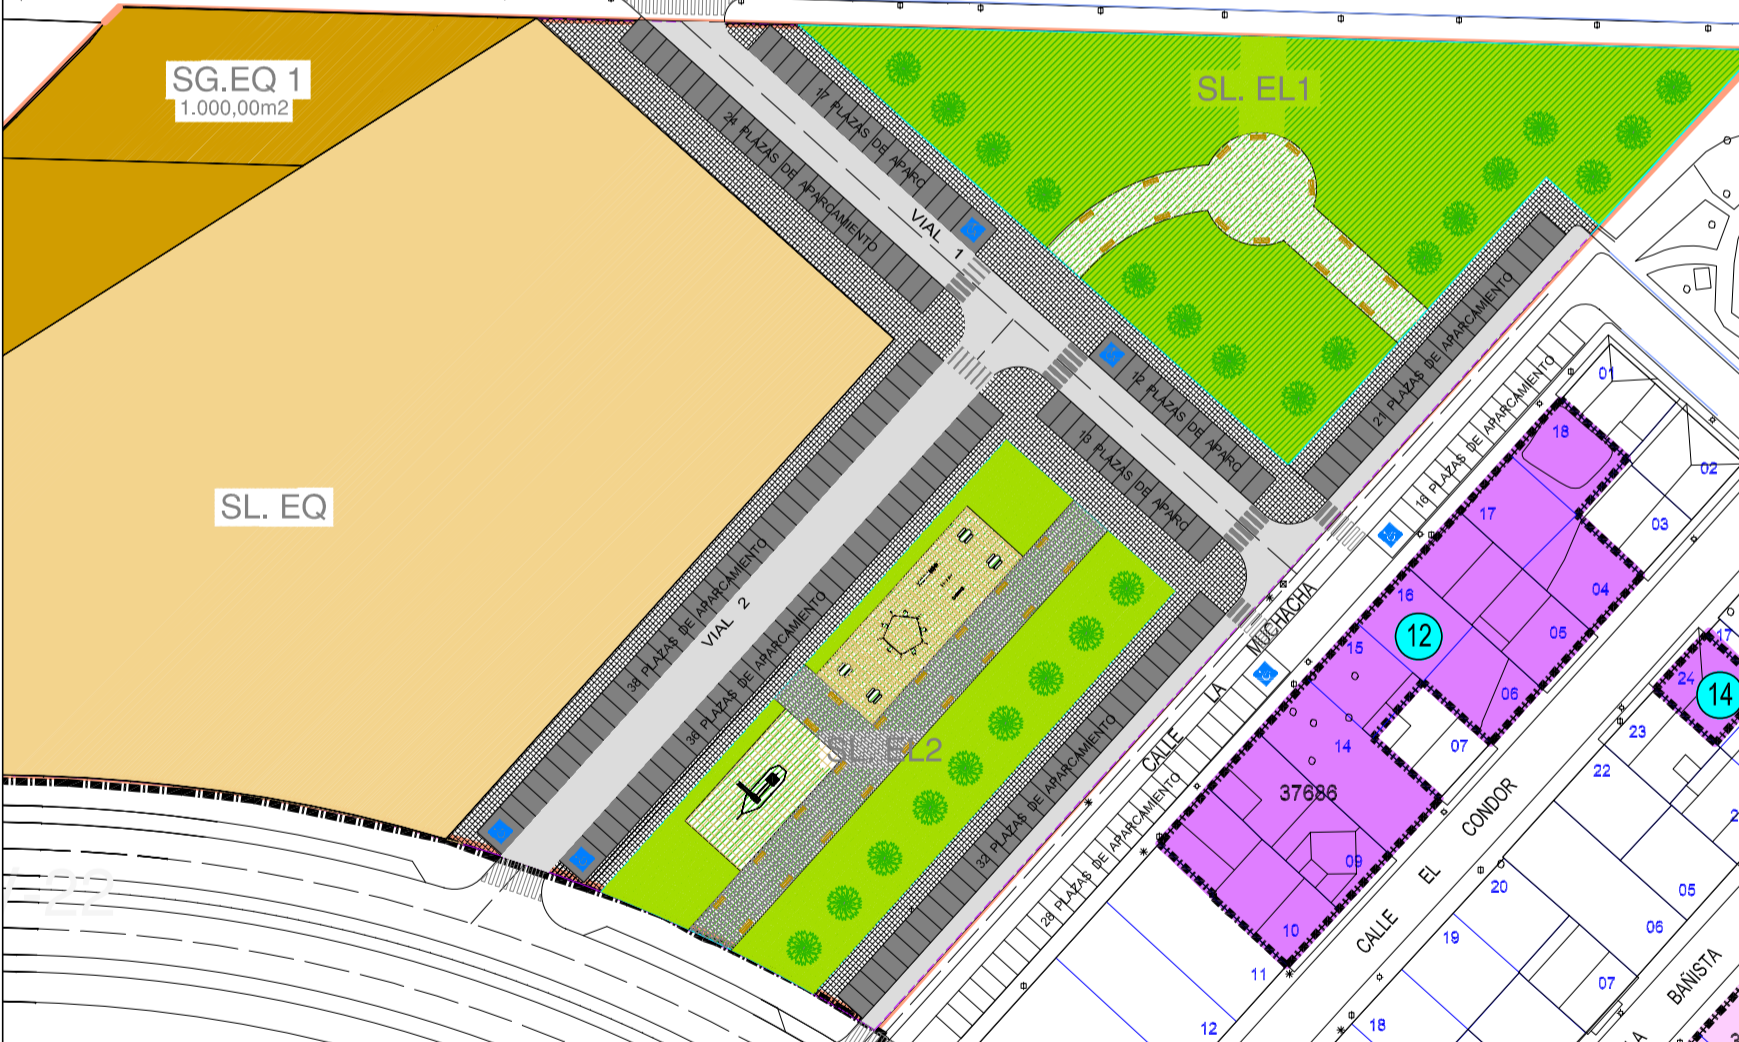 SG.EQ 1
1.000,00m2
SL. EL1
17 PLAZAS DE APARC
24 PLAZAS DE APARCAMIENTO
VIAL 1
12 PLAZAS DE APARC
13 PLAZAS DE APARC
21 PLAZAS DE APARCAMIENTO
16 PLAZAS DE APARCAMIENTO
SL. EQ
38 PLAZAS DE APARCAMIENTO
VIAL 2
36 PLAZAS DE APARCAMIENTO
SL. EL2
32 PLAZAS DE APARCAMIENTO
28 PLAZAS DE APARCAMIENTO
CALLE LA MUCHACHA
CALLE EL CONDOR
BAÑISTA
01
02
03
04
05
06
07
09
10
11
12
14
15
16
17
18
12
37686
14
17
24
23
22
20
19
18
05
06
07
22